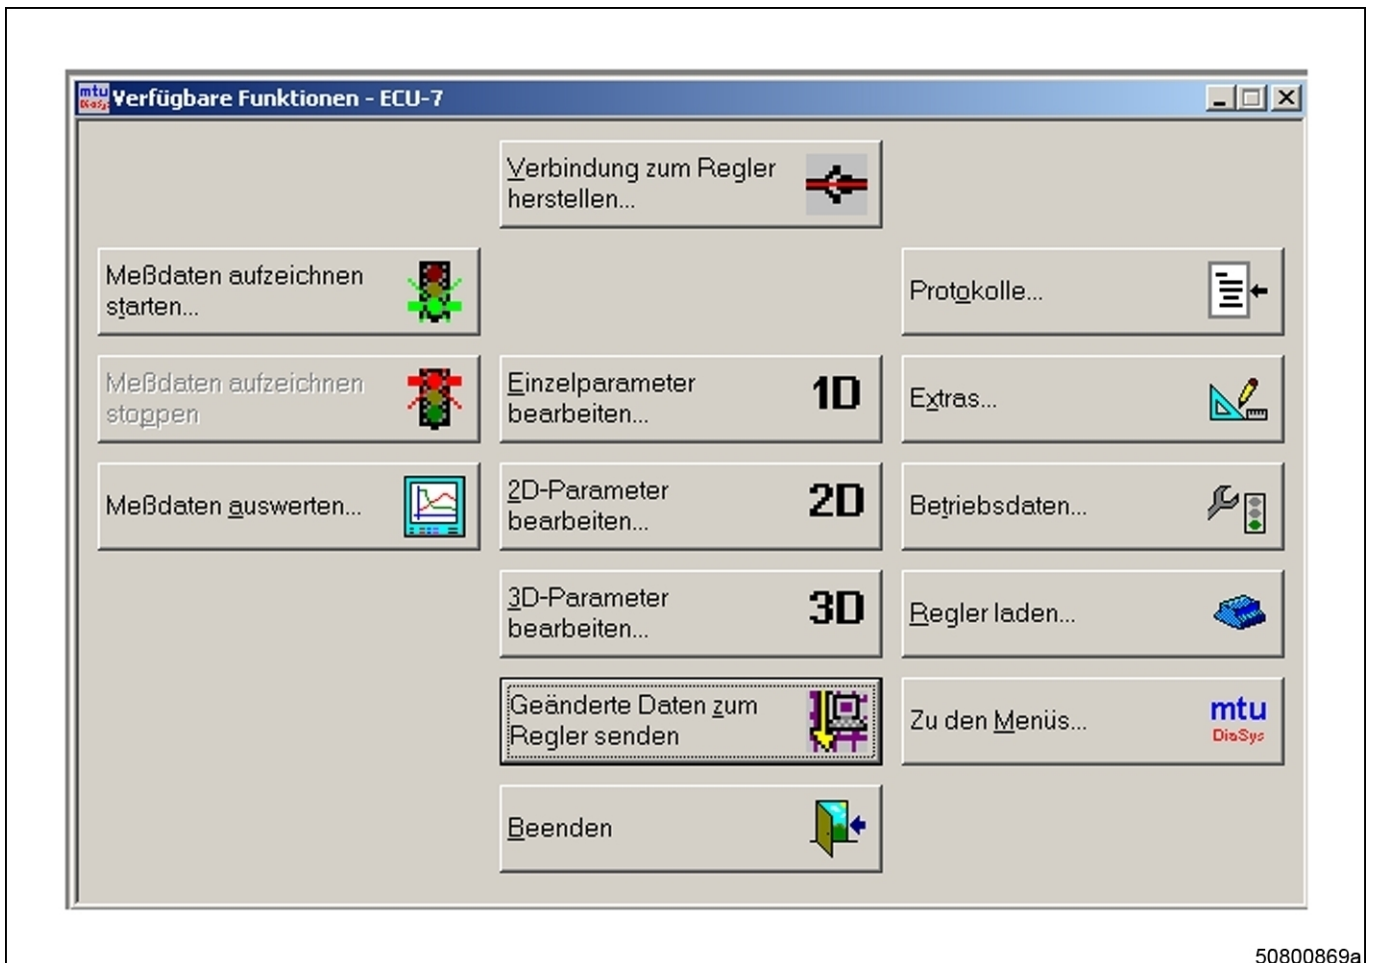 mtu
DiaSys
Verfügbare Funktionen - ECU-7
Verbindung zum Regler
herstellen...
Meßdaten aufzeichnen
starten...
Protokolle...
Meßdaten aufzeichnen
stoppen
Einzelparameter
bearbeiten...
1D
Extras...
Meßdaten auswerten...
2D-Parameter
bearbeiten...
2D
Betriebsdaten...
3D-Parameter
bearbeiten...
3D
Regler laden...
Geänderte Daten zum
Regler senden
Zu den Menüs...
mtu
DiaSys
Beenden
50800869a